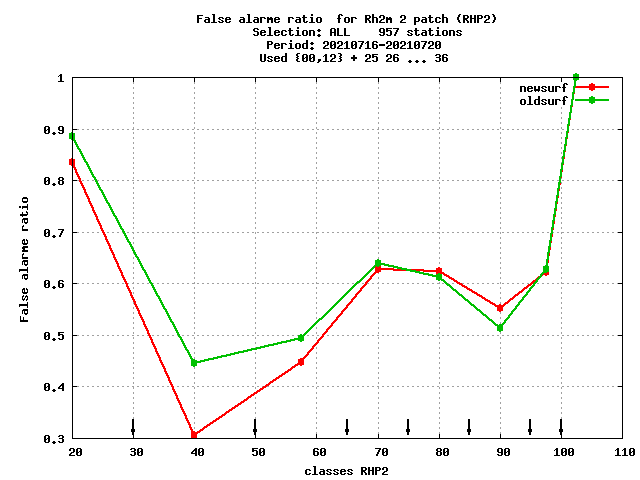 False alarme ratio  for Rh2m 2 patch (RHP2)
Selection: ALL    957 stations
Period: 20210716-20210720
Used {00,12} + 25 26 ... 36
newsurf
oldsurf
1
0.9
0.8
0.7
0.6
0.5
0.4
0.3
False alarme ratio
20 30 40 50 60 70 80 90 100 110
classes RHP2